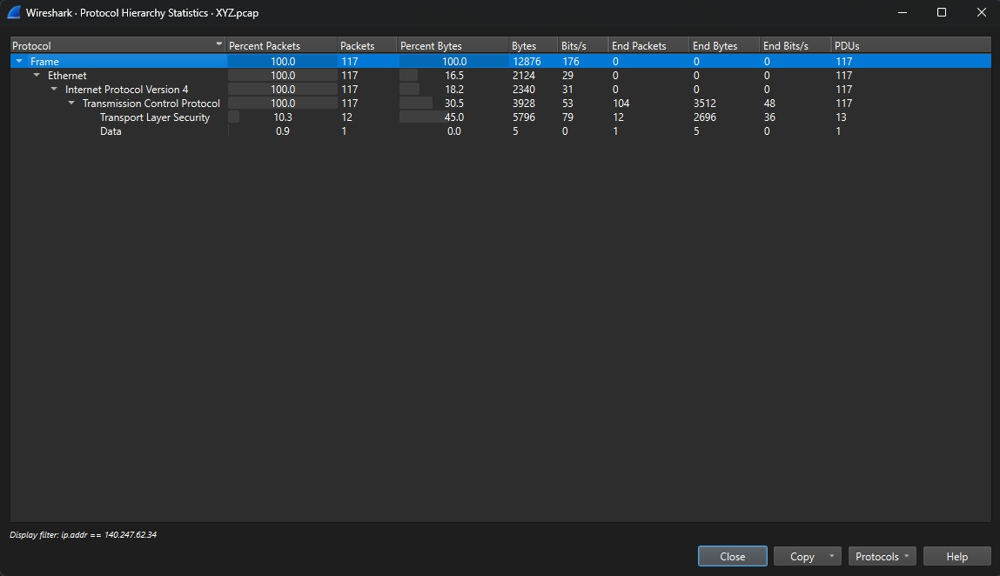 Wireshark · Protocol Hierarchy Statistics · XYZ.pcap
Protocol Percent Packets Packets Percent Bytes Bytes Bits/s End Packets End Bytes End Bits/s PDUs
Frame 100.0 117 100.0 12876 176 0 0 0 117
Ethernet 100.0 117 16.5 2124 29 0 0 0 117
Internet Protocol Version 4 100.0 117 18.2 2340 31 0 0 0 117
Transmission Control Protocol 100.0 117 30.5 3928 53 104 3512 48 117
Transport Layer Security 10.3 12 45.0 5796 79 12 2696 36 13
Data 0.9 1 0.0 5 0 1 5 0 1
Display filter: ip.addr == 140.247.62.34
Close Copy Protocols Help